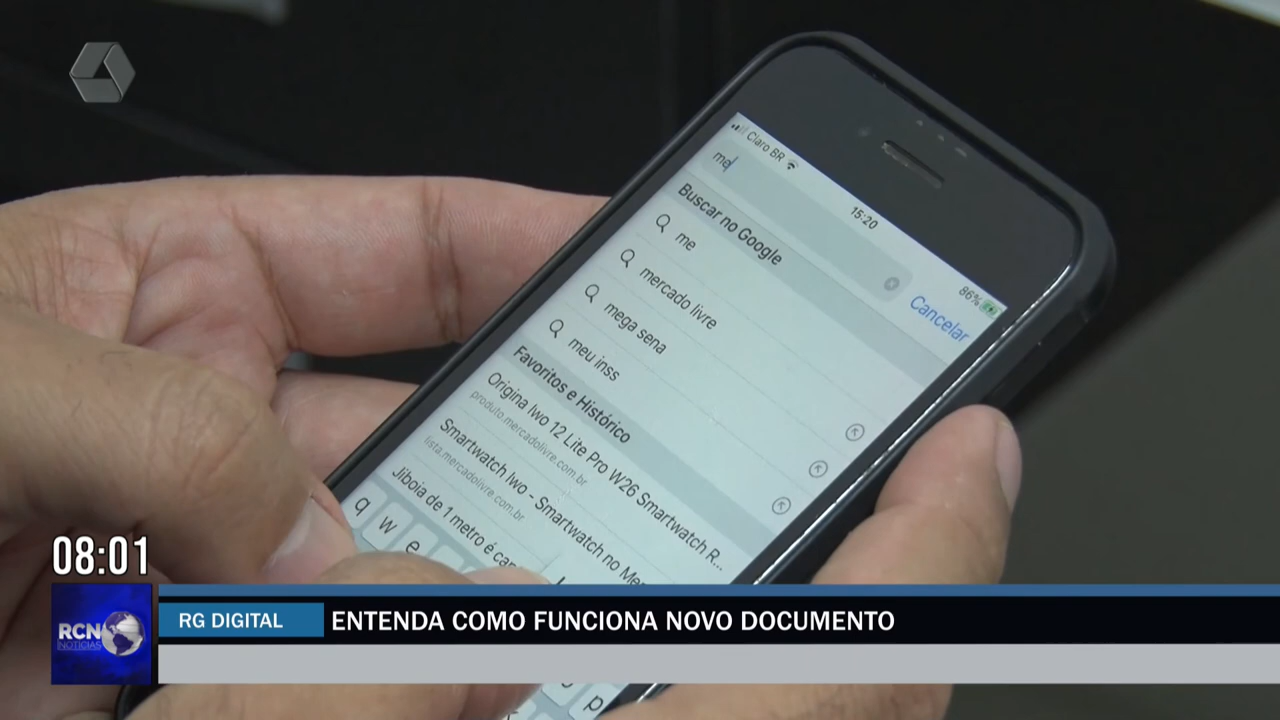 Claro BR
15:20
86%
me
Cancelar
Buscar no Google
me
mercado livre
mega sena
meu inss
Favoritos e Histórico
Origina Iwo 12 Lite Pro W26 Smartwatch R...
produto.mercadolivre.com.br
Smartwatch Iwo - Smartwatch no Me
lista.mercadolivre.com.br
Jiboia de 1 metro é
q w e
p
08:01
RCN
NOTÍCIAS
RG DIGITAL
ENTENDA COMO FUNCIONA NOVO DOCUMENTO